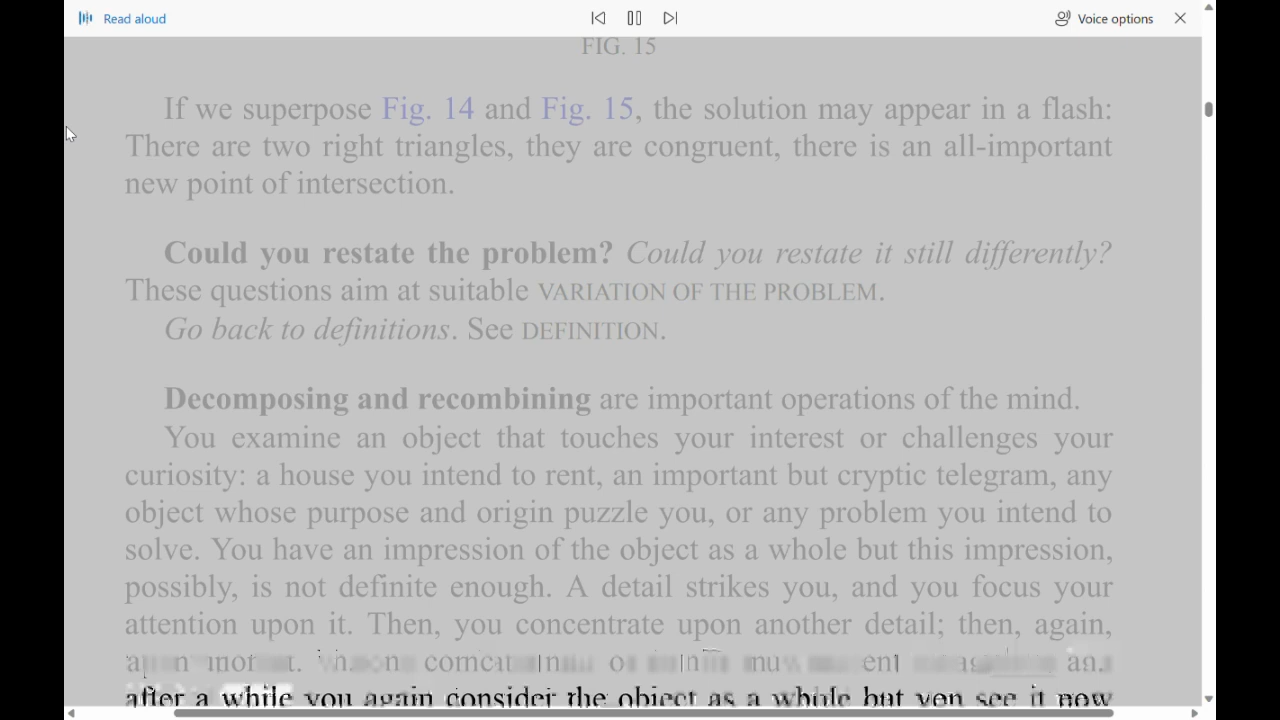 Read aloud
Voice options
FIG. 15
If we superpose Fig. 14 and Fig. 15, the solution may appear in a flash:
There are two right triangles, they are congruent, there is an all-important
new point of intersection.
Could you restate the problem? Could you restate it still differently?
These questions aim at suitable VARIATION OF THE PROBLEM.
Go back to definitions. See DEFINITION.
Decomposing and recombining are important operations of the mind.
You examine an object that touches your interest or challenges your
curiosity: a house you intend to rent, an important but cryptic telegram, any
object whose purpose and origin puzzle you, or any problem you intend to
solve. You have an impression of the object as a whole but this impression,
possibly, is not definite enough. A detail strikes you, and you focus your
attention upon it. Then, you concentrate upon another detail; then, again,
after a while you again consider the object as a whole but you see it now